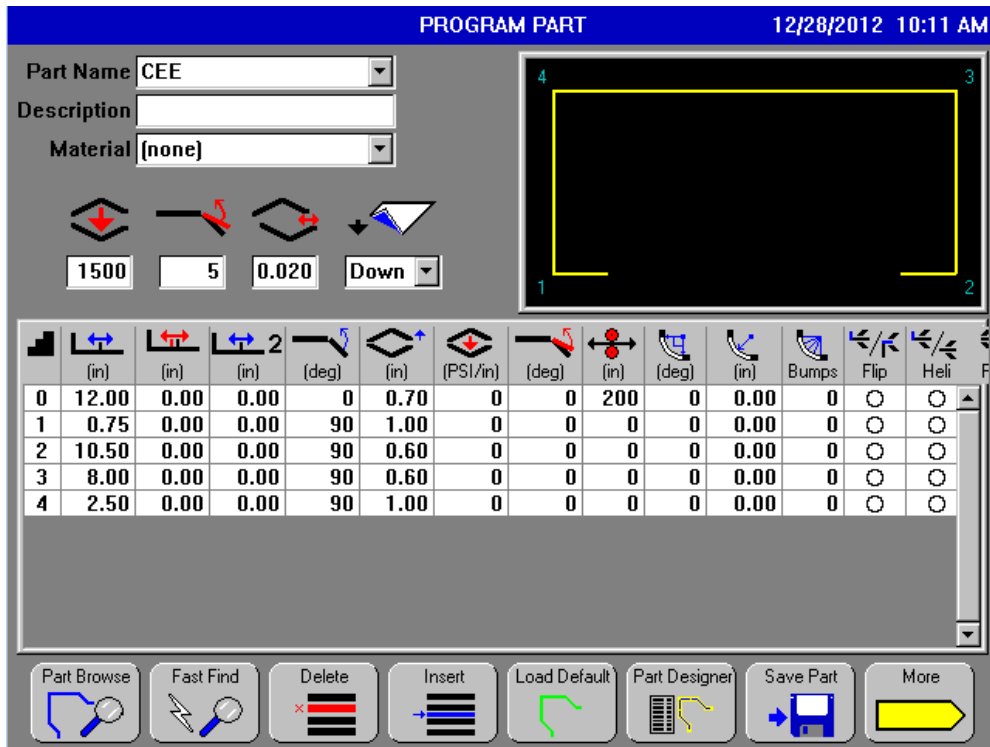 PROGRAM PART 12/28/2012 10:11 AM
Part Name CEE
Description
Material (none)
1500 5 0.020 Down
4 3
1 2
2
(in) (in) (in) (deg) (in) (PSI/in) (deg) (in) (deg) (in) Bumps Flip Heli F
0 12.00 0.00 0.00 0 0.70 0 0 200 0 0.00 0
1 0.75 0.00 0.00 90 1.00 0 0 0 0 0.00 0
2 10.50 0.00 0.00 90 0.60 0 0 0 0 0.00 0
3 8.00 0.00 0.00 90 0.60 0 0 0 0 0.00 0
4 2.50 0.00 0.00 90 1.00 0 0 0 0 0.00 0
Part Browse Fast Find Delete Insert Load Default Part Designer Save Part More